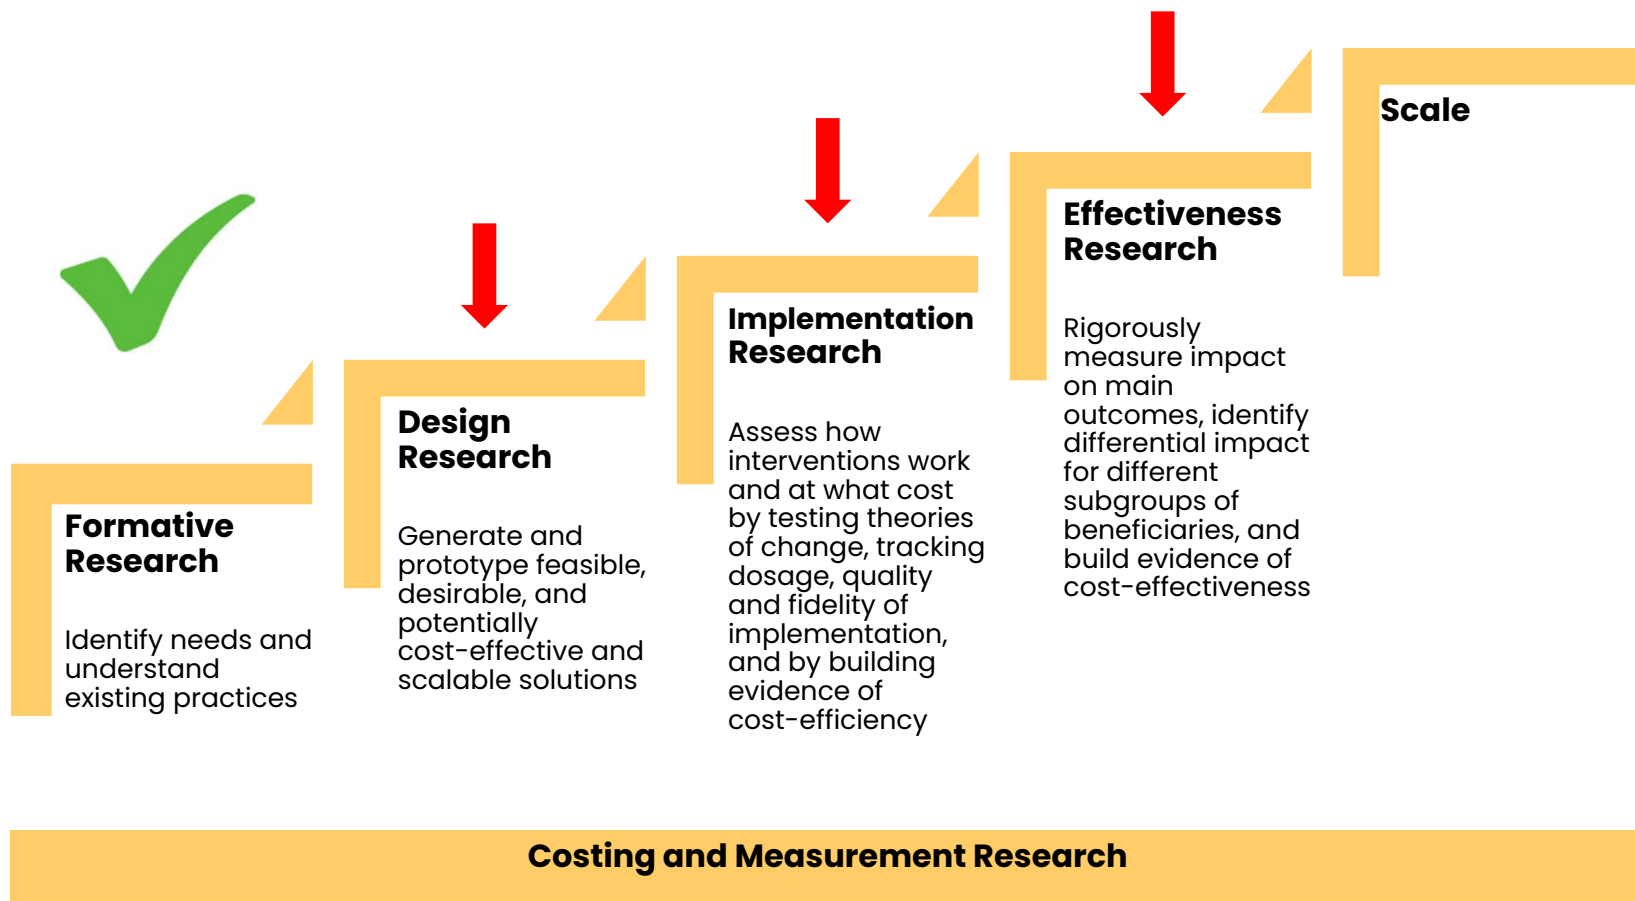 Formative
Research
Identify needs and
understand
existing practices
Design
Research
Generate and
prototype feasible,
desirable, and
potentially
cost-effective and
scalable solutions
Implementation
Research
Assess how
interventions work
and at what cost
by testing theories
of change, tracking
dosage, quality
and fidelity of
implementation,
and by building
evidence of
cost-efficiency
Effectiveness
Research
Rigorously
measure impact
on main
outcomes, identify
differential impact
for different
subgroups of
beneficiaries, and
build evidence of
cost-effectiveness
Scale
Costing and Measurement Research